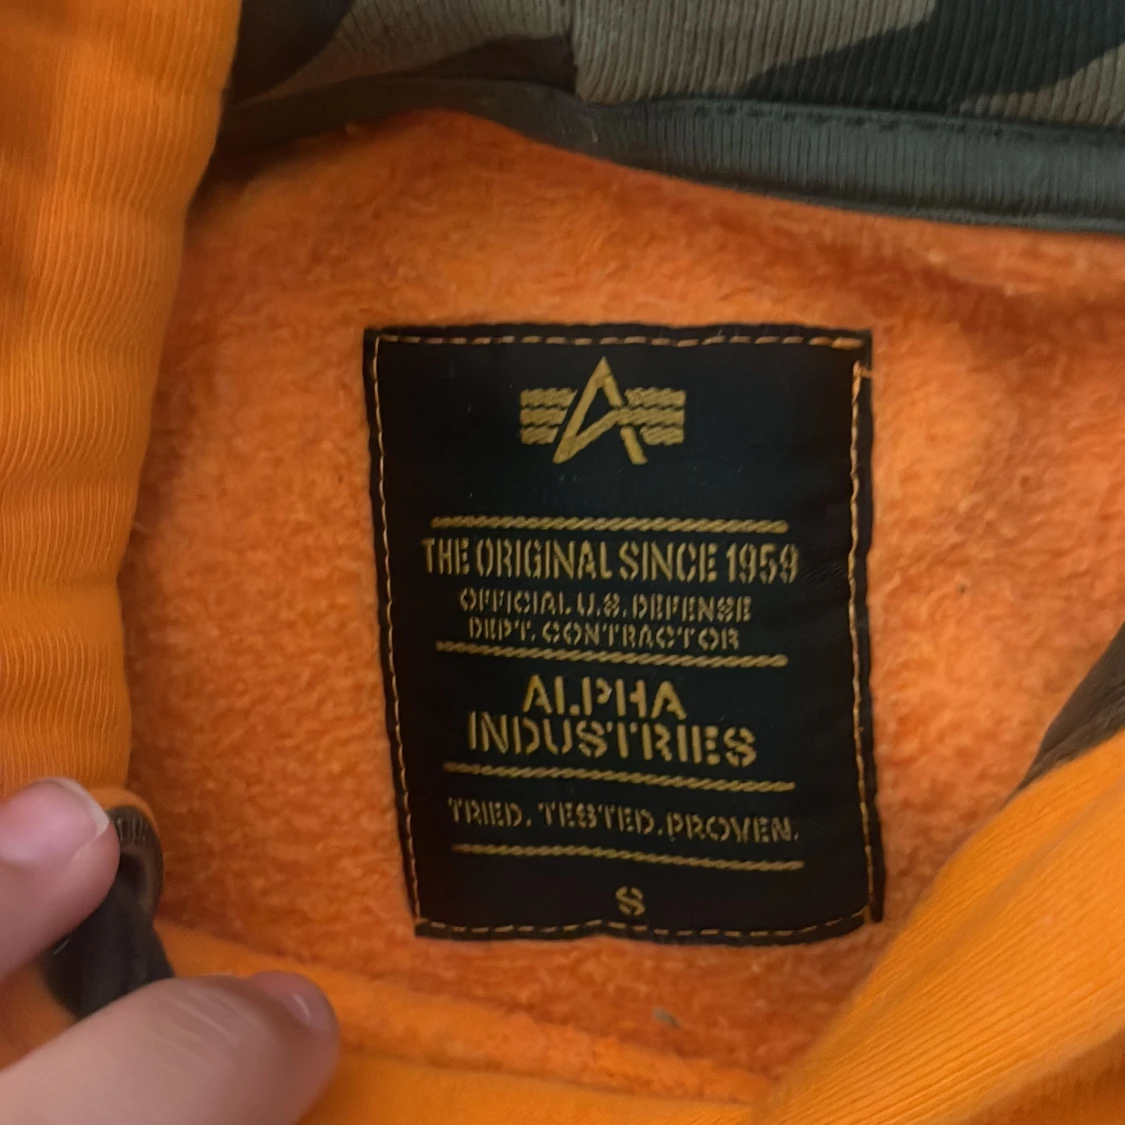 THE ORIGINAL SINCE 1959
OFFICIAL U.S. DEFENSE
DEPT. CONTRACTOR
ALPHA
INDUSTRIES
TRIED. TESTED. PROVEN.
S